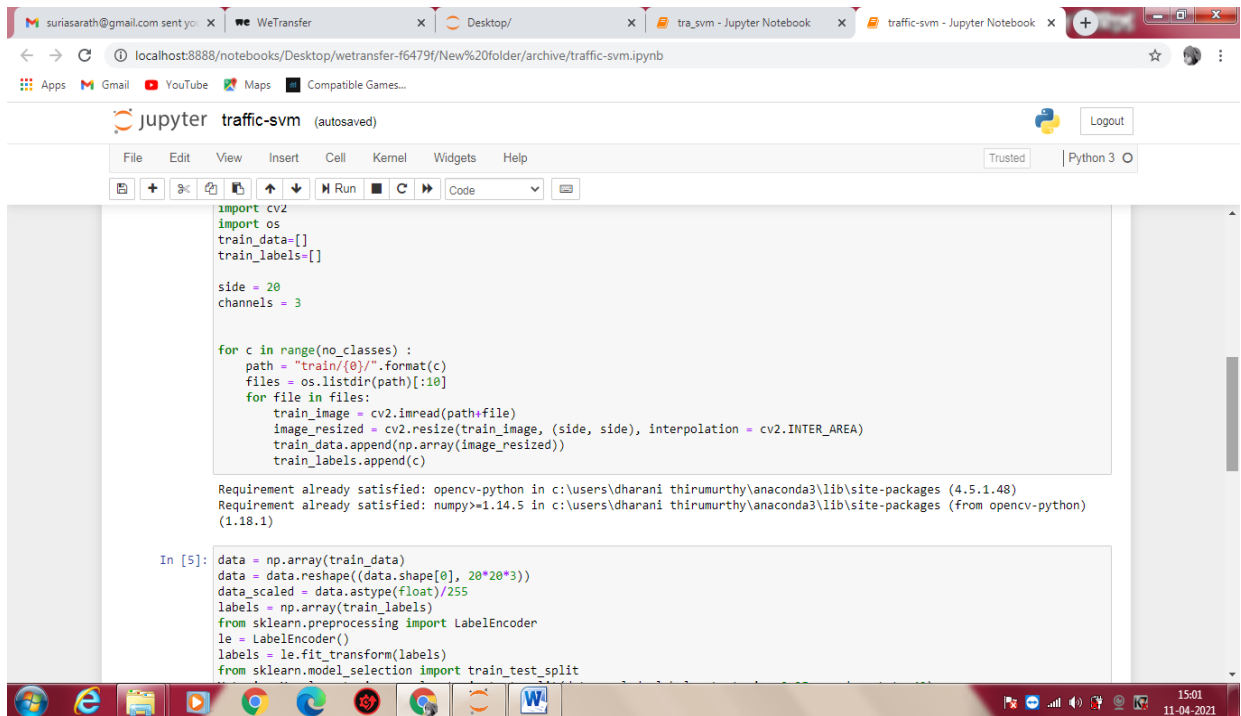 suriasarath@gmail.com sent yo
WeTransfer
Desktop/
tra_svm - Jupyter Notebook
traffic-svm - Jupyter Notebook
localhost:8888/notebooks/Desktop/wetransfer-f6479f/New%20folder/archive/traffic-svm.ipynb
Apps
Gmail
YouTube
Maps
Compatible Games...
jupyter traffic-svm (autosaved)
Logout
File Edit View Insert Cell Kernel Widgets Help
Trusted
Python 3
Run
Code
import cv2
import os
train_data=[]
train_labels=[]
side = 20
channels = 3
for c in range(no_classes) :
    path = "train/{0}/".format(c)
    files = os.listdir(path)[:10]
    for file in files:
        train_image = cv2.imread(path+file)
        image_resized = cv2.resize(train_image, (side, side), interpolation = cv2.INTER_AREA)
        train_data.append(np.array(image_resized))
        train_labels.append(c)
Requirement already satisfied: opencv-python in c:\users\dharani thirumurthy\anaconda3\lib\site-packages (4.5.1.48)
Requirement already satisfied: numpy>=1.14.5 in c:\users\dharani thirumurthy\anaconda3\lib\site-packages (from opencv-python)
(1.18.1)
In [5]:
data = np.array(train_data)
data = data.reshape((data.shape[0], 20*20*3))
data_scaled = data.astype(float)/255
labels = np.array(train_labels)
from sklearn.preprocessing import LabelEncoder
le = LabelEncoder()
labels = le.fit_transform(labels)
from sklearn.model_selection import train_test_split
15:01
11-04-2021